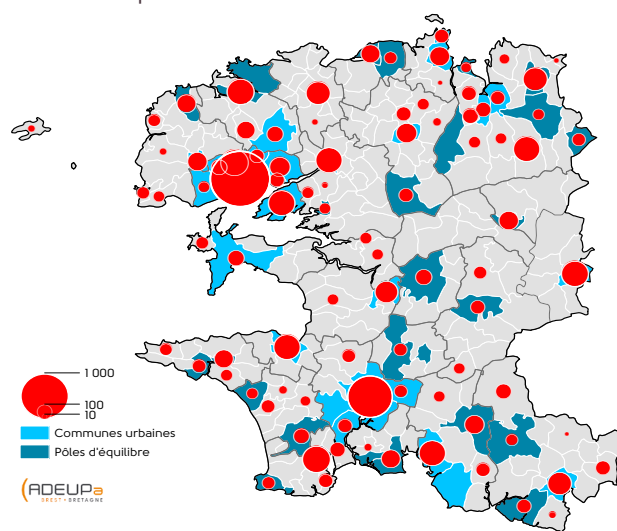 1 000
100
10
Communes urbaines
Pôles d'équilibre
ADEUPa
BREST • BRETAGNE